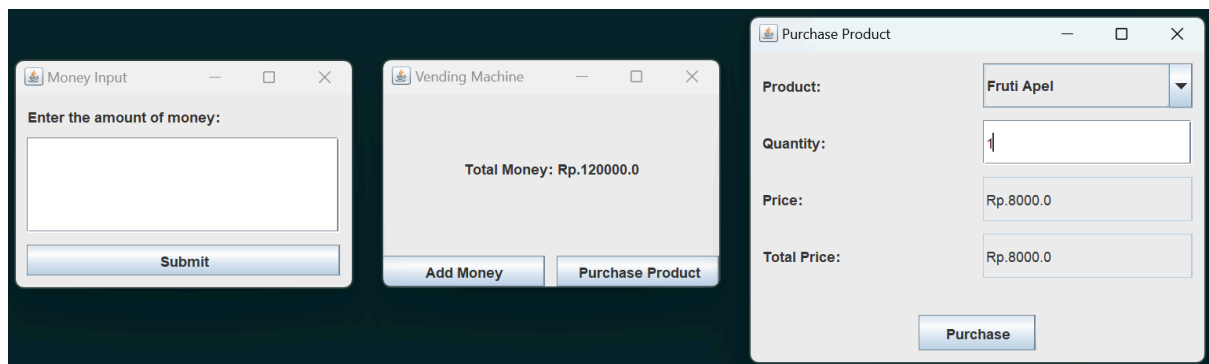 Money Input
Enter the amount of money:
Submit
Vending Machine
Total Money: Rp.120000.0
Add Money
Purchase Product
Purchase Product
Product:
Fruti Apel
Quantity:
1
Price:
Rp.8000.0
Total Price:
Rp.8000.0
Purchase